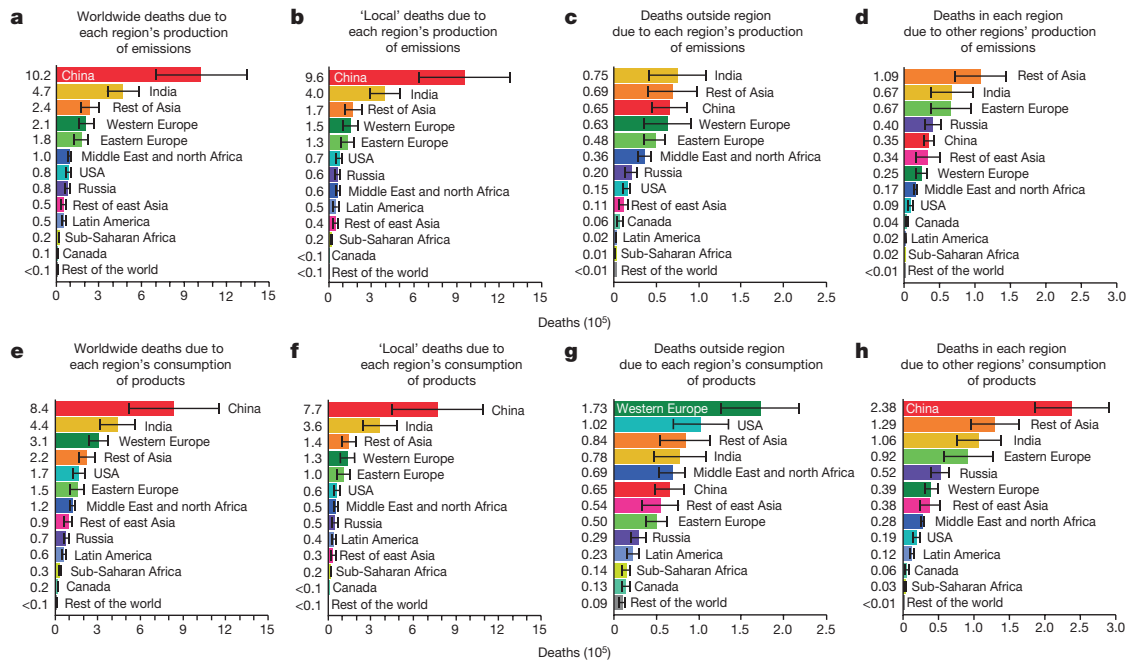 a
Worldwide deaths due to
each region's production
of emissions
10.2 China
4.7 India
2.4 Rest of Asia
2.1 Western Europe
1.8 Eastern Europe
1.0 Middle East and north Africa
0.8 USA
0.8 Russia
0.5 Rest of east Asia
0.5 Latin America
0.2 Sub-Saharan Africa
0.1 Canada
<0.1 Rest of the world
0 3 6 9 12 15
b
'Local' deaths due to
each region's production
of emissions
9.6 China
4.0 India
1.7 Rest of Asia
1.5 Western Europe
1.3 Eastern Europe
0.7 USA
0.6 Russia
0.6 Middle East and north Africa
0.5 Latin America
0.4 Rest of east Asia
0.2 Sub-Saharan Africa
<0.1 Canada
<0.1 Rest of the world
0 3 6 9 12 15
c
Deaths outside region
due to each region's production
of emissions
0.75 India
0.69 Rest of Asia
0.65 China
0.63 Western Europe
0.48 Eastern Europe
0.36 Middle East and north Africa
0.20 Russia
0.15 USA
0.11 Rest of east Asia
0.06 Canada
0.02 Latin America
0.01 Sub-Saharan Africa
<0.01 Rest of the world
0 0.5 1.0 1.5 2.0 2.5
d
Deaths in each region
due to other regions' production
of emissions
1.09 Rest of Asia
0.67 India
0.67 Eastern Europe
0.40 Russia
0.35 China
0.34 Rest of east Asia
0.25 Western Europe
0.17 Middle East and north Africa
0.09 USA
0.04 Canada
0.02 Latin America
0.02 Sub-Saharan Africa
<0.01 Rest of the world
0 0.5 1.0 1.5 2.0 2.5 3.0
Deaths (10⁵)
e
Worldwide deaths due to
each region's consumption
of products
8.4 China
4.4 India
3.1 Western Europe
2.2 Rest of Asia
1.7 USA
1.5 Eastern Europe
1.2 Middle East and north Africa
0.9 Rest of east Asia
0.7 Russia
0.6 Latin America
0.3 Sub-Saharan Africa
0.2 Canada
<0.1 Rest of the world
0 3 6 9 12 15
f
'Local' deaths due to
each region's consumption
of products
7.7 China
3.6 India
1.4 Rest of Asia
1.3 Western Europe
1.0 Eastern Europe
0.6 USA
0.5 Middle East and north Africa
0.5 Russia
0.4 Latin America
0.3 Rest of east Asia
0.2 Sub-Saharan Africa
<0.1 Canada
<0.1 Rest of the world
0 3 6 9 12 15
g
Deaths outside region
due to each region's consumption
of products
1.73 Western Europe
1.02 USA
0.84 Rest of Asia
0.78 India
0.69 Middle East and north Africa
0.65 China
0.54 Rest of east Asia
0.50 Eastern Europe
0.29 Russia
0.23 Latin America
0.14 Sub-Saharan Africa
0.13 Canada
0.09 Rest of the world
0 0.5 1.0 1.5 2.0 2.5
h
Deaths in each region
due to other regions' consumption
of products
2.38 China
1.29 Rest of Asia
1.06 India
0.92 Eastern Europe
0.52 Russia
0.39 Western Europe
0.38 Rest of east Asia
0.28 Middle East and north Africa
0.19 USA
0.12 Latin America
0.06 Canada
0.03 Sub-Saharan Africa
<0.01 Rest of the world
0 0.5 1.0 1.5 2.0 2.5 3.0
Deaths (10⁵)